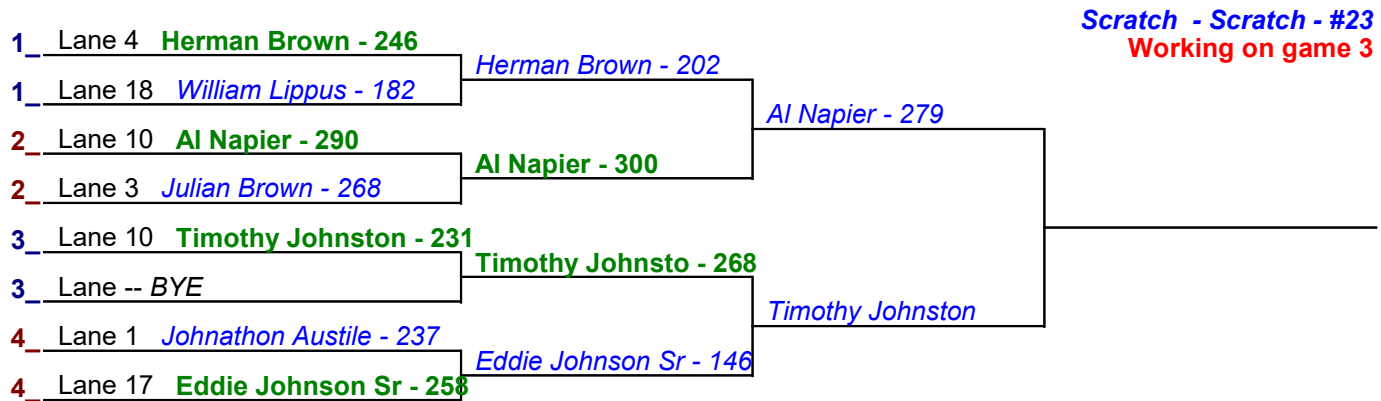 Scratch - Scratch - #23
Working on game 3
1_ Lane 4 Herman Brown - 246
Herman Brown - 202
1_ Lane 18 William Lippus - 182
Al Napier - 279
2_ Lane 10 Al Napier - 290
Al Napier - 300
2_ Lane 3 Julian Brown - 268
3_ Lane 10 Timothy Johnston - 231
Timothy Johnsto - 268
3_ Lane -- BYE
Timothy Johnston
4_ Lane 1 Johnathon Austile - 237
Eddie Johnson Sr - 146
4_ Lane 17 Eddie Johnson Sr - 258